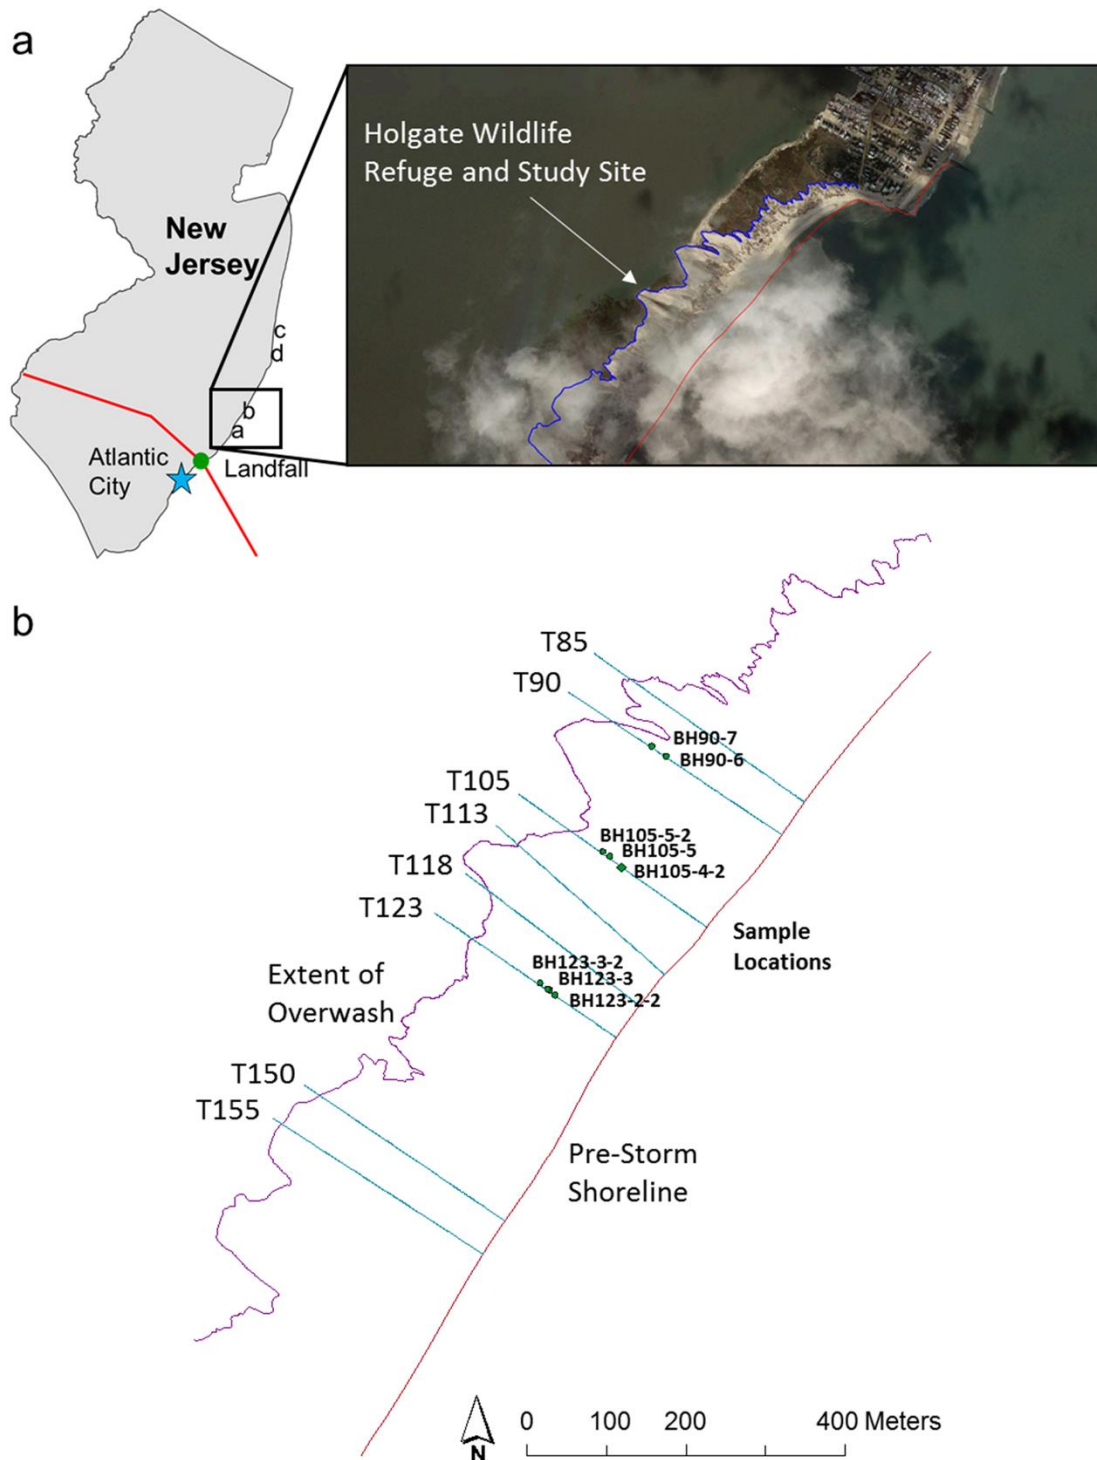 a
Holgate Wildlife
Refuge and Study Site
New
Jersey
c
d
b
a
Atlantic
City
Landfall
b
T85
T90
BH90-7
BH90-6
T105
T113
BH105-5-2
BH105-5
BH105-4-2
T118
T123
Sample
Locations
BH123-3-2
BH123-3
BH123-2-2
Extent of
Overwash
T150
T155
Pre-Storm
Shoreline
N
0 100 200 400 Meters